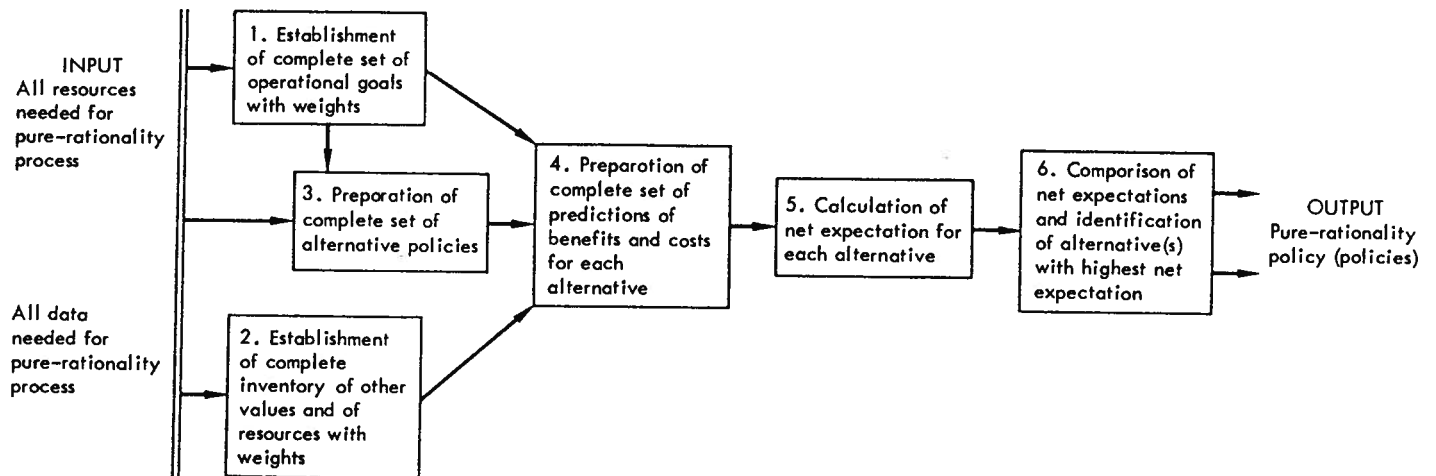 INPUT
All resources
needed for
pure-rationality
process
All data
needed for
pure-rationality
process
1. Establishment
of complete set of
operational goals
with weights
3. Preparation of
complete set of
alternative policies
2. Establishment
of complete
inventory of other
values and of
resources with
weights
4. Preparation of
complete set of
predictions of
benefits and costs
for each
alternative
5. Calculation of
net expectation for
each alternative
6. Comparison of
net expectations
and identification
of alternative(s)
with highest net
expectation
OUTPUT
Pure-rationality
policy (policies)